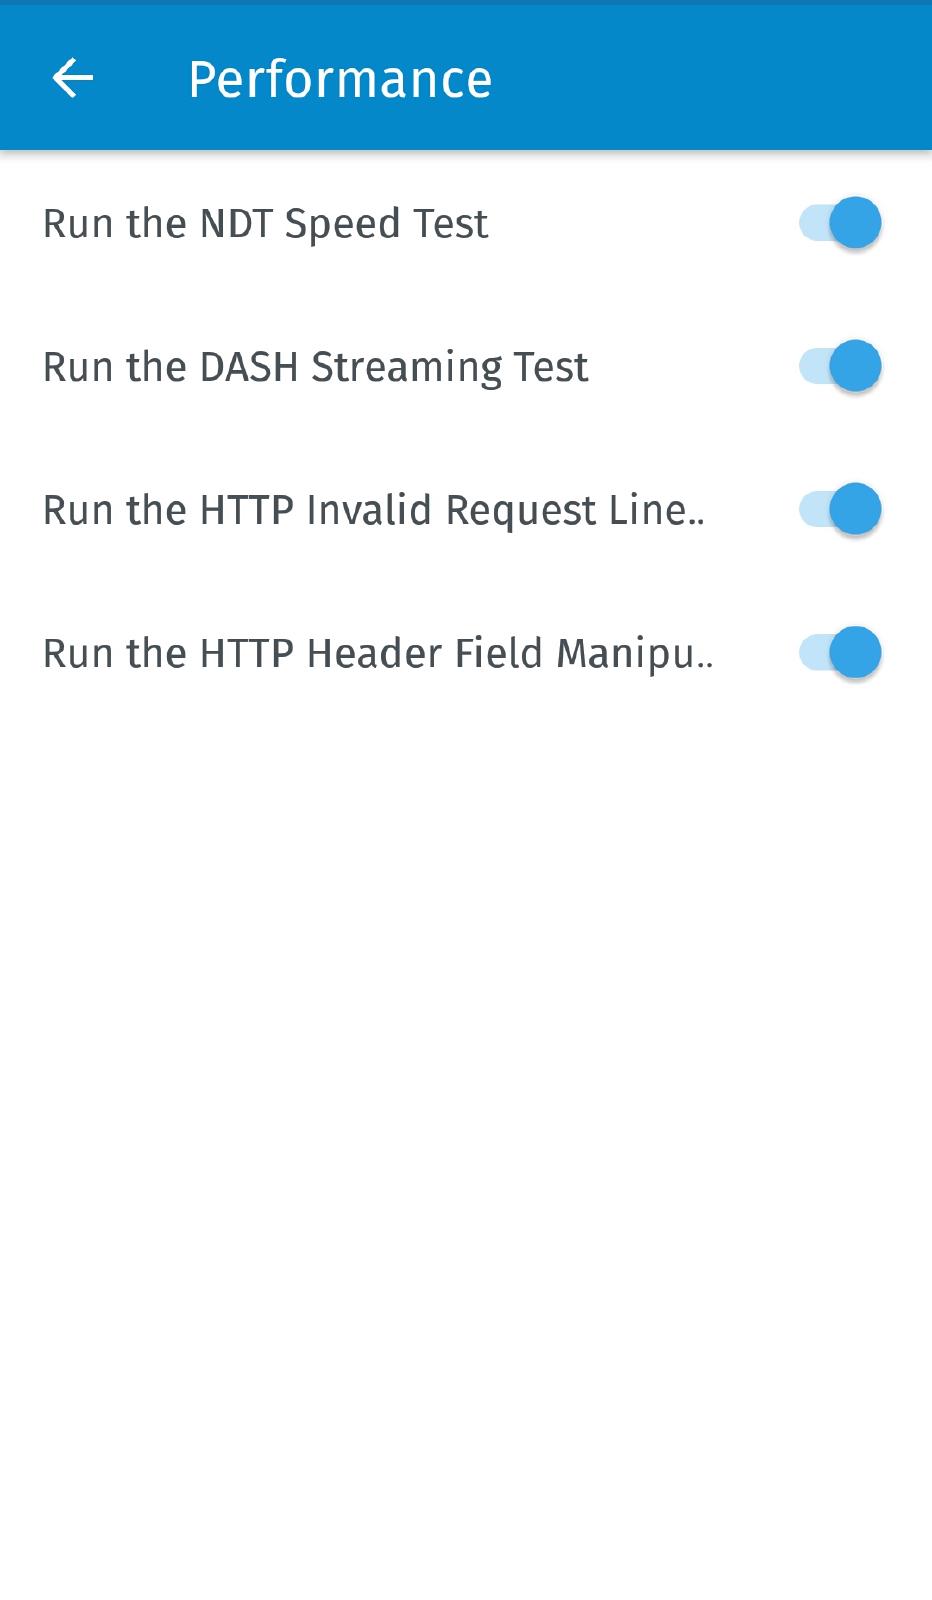 Performance
Run the NDT Speed Test
Run the DASH Streaming Test
Run the HTTP Invalid Request Line..
Run the HTTP Header Field Manipu..